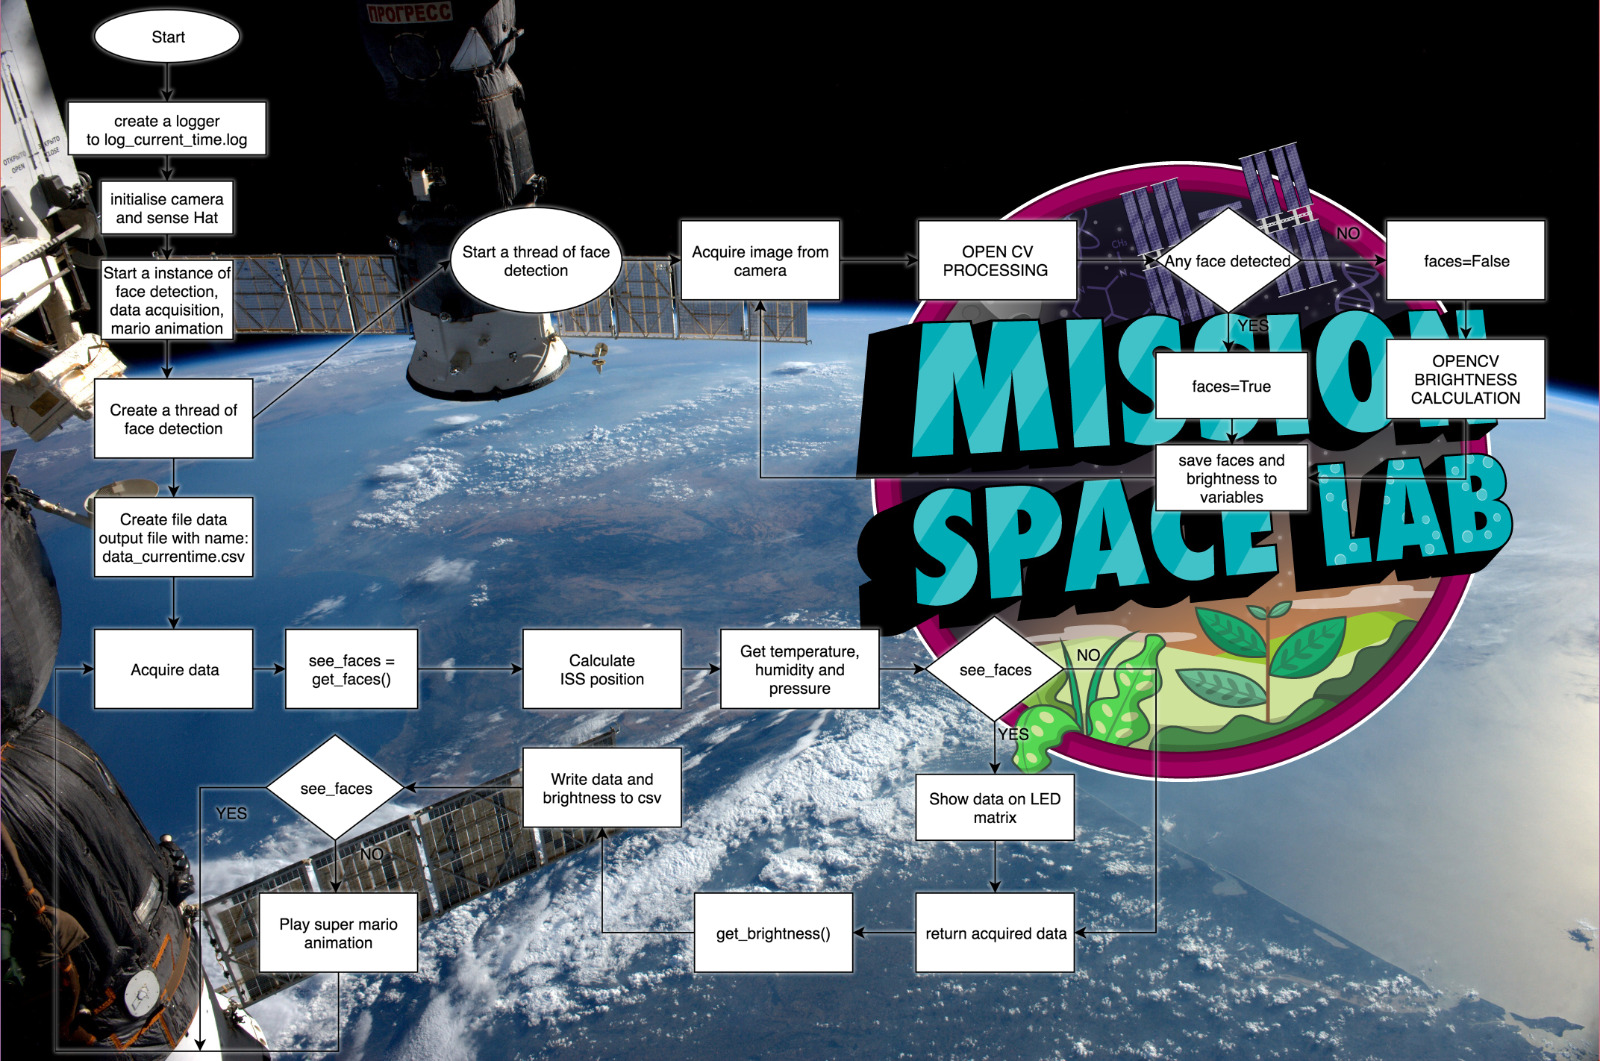 ПРОГРЕСС
Start
create a logger
to log_current_time.log
ОТКРЫТО
OPEN
ЗАКРЫТО
CLOSE
initialise camera
and sense Hat
Start a instance of
face detection,
data acquisition,
mario animation
Create a thread of
face detection
Start a thread of face
detection
Acquire image from
camera
OPEN CV
PROCESSING
CH₃
N
Any face detected
NO
faces=False
YES
faces=True
OPENCV
BRIGHTNESS
CALCULATION
save faces and
brightness to
variables
MISSION
SPACE LAB
Create file data
output file with name:
data_currentime.csv
Acquire data
see_faces =
get_faces()
Calculate
ISS position
Get temperature,
humidity and
pressure
see_faces
NO
YES
Show data on LED
matrix
return acquired data
get_brightness()
Write data and
brightness to csv
see_faces
YES
NO
Play super mario
animation